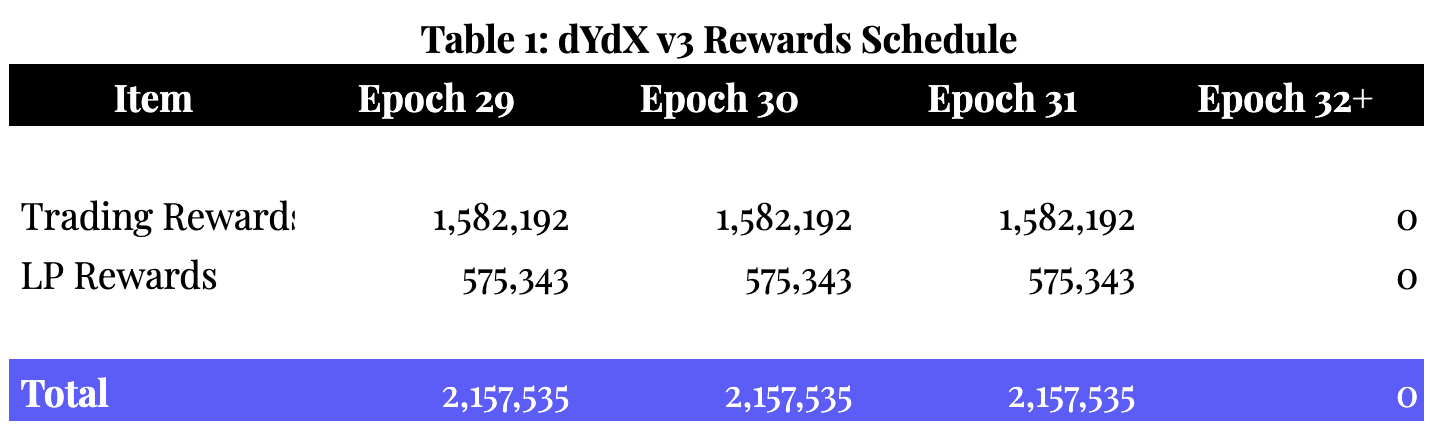 Table 1: dYdX v3 Rewards Schedule
Item Epoch 29 Epoch 30 Epoch 31 Epoch 32+
Trading Rewards 1,582,192 1,582,192 1,582,192 0
LP Rewards 575,343 575,343 575,343 0
Total 2,157,535 2,157,535 2,157,535 0